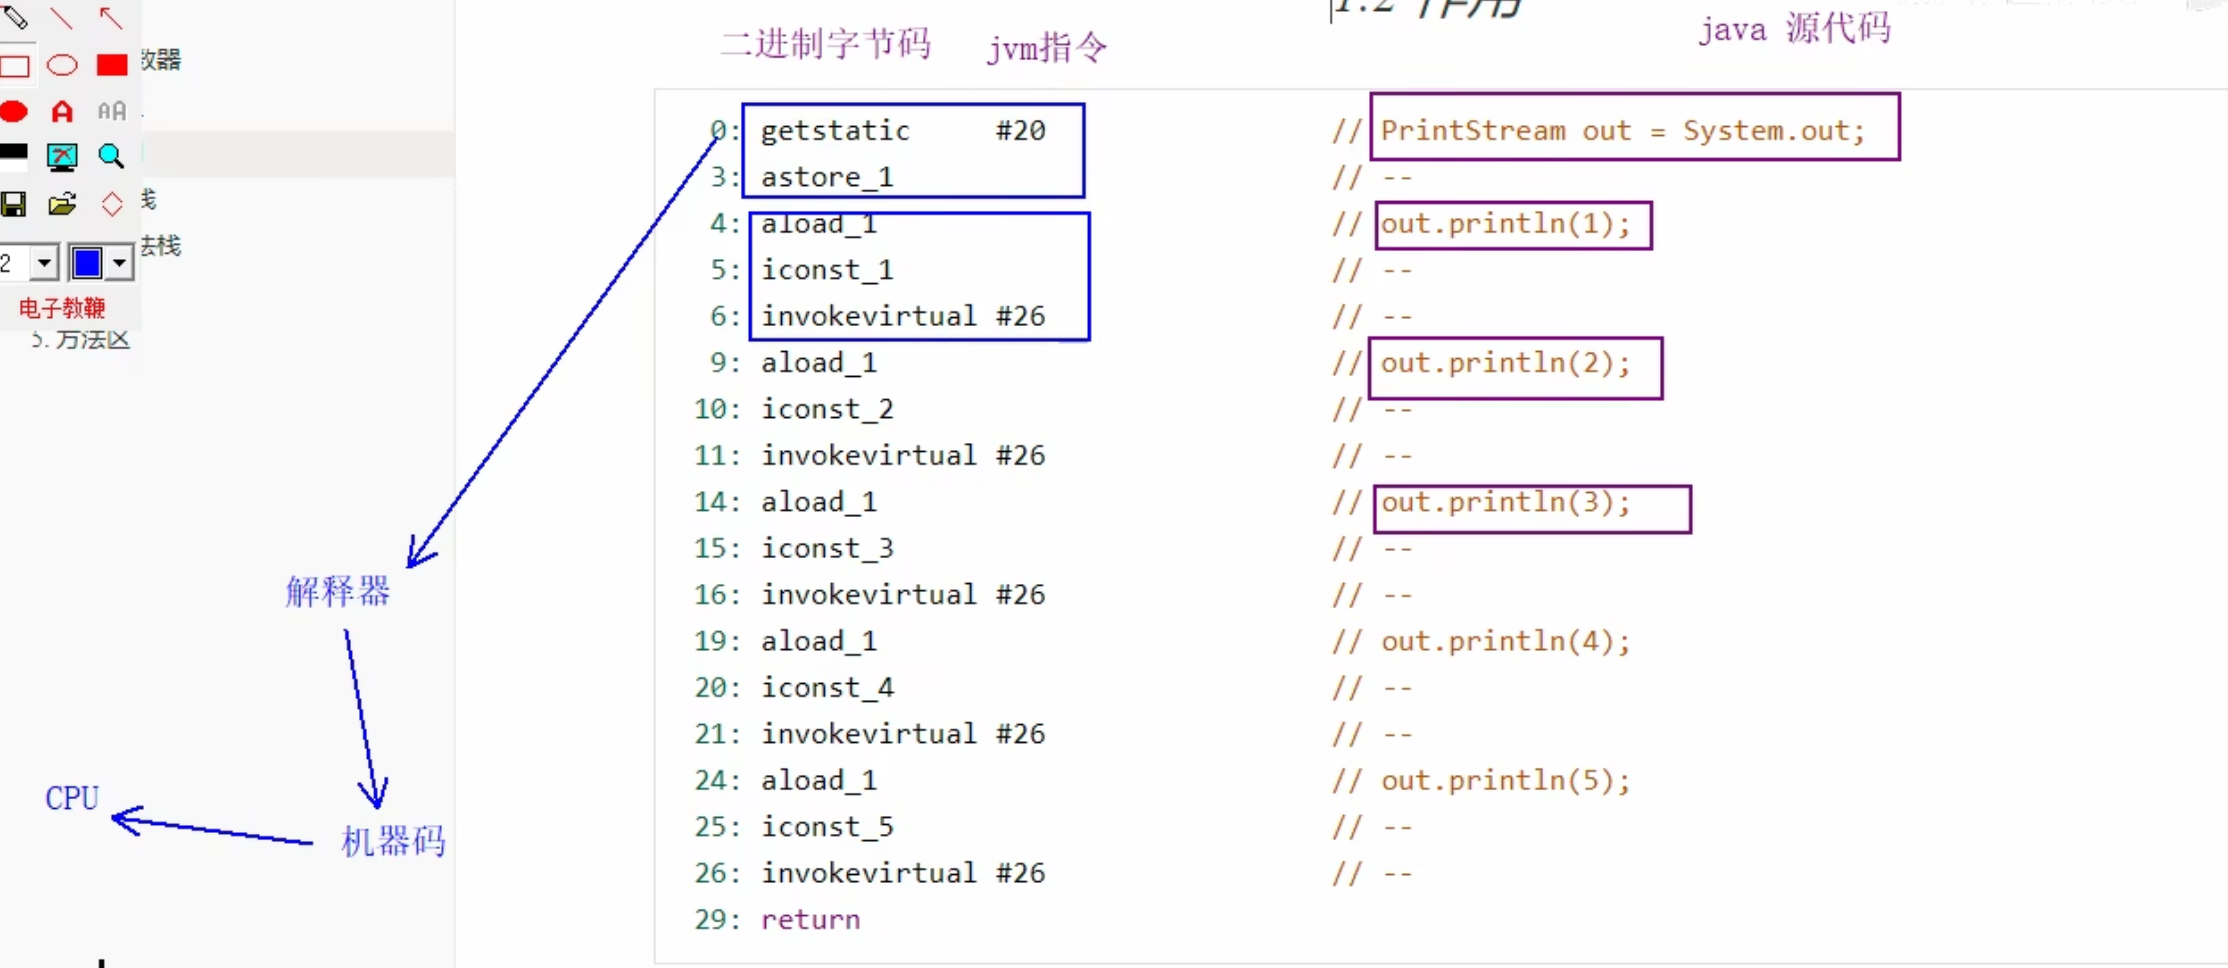 1.2 作用
java 源代码
二进制字节码 jvm指令
数器
0: getstatic #20 // PrintStream out = System.out;
3: astore_1 // --
4: aload_1 // out.println(1);
5: iconst_1 // --
6: invokevirtual #26 // --
9: aload_1 // out.println(2);
10: iconst_2 // --
11: invokevirtual #26 // --
14: aload_1 // out.println(3);
15: iconst_3 // --
16: invokevirtual #26 // --
19: aload_1 // out.println(4);
20: iconst_4 // --
21: invokevirtual #26 // --
24: aload_1 // out.println(5);
25: iconst_5 // --
26: invokevirtual #26 // --
29: return
A AA
栈
法栈
2
电子教鞭
5. 方法区
解释器
机器码
CPU